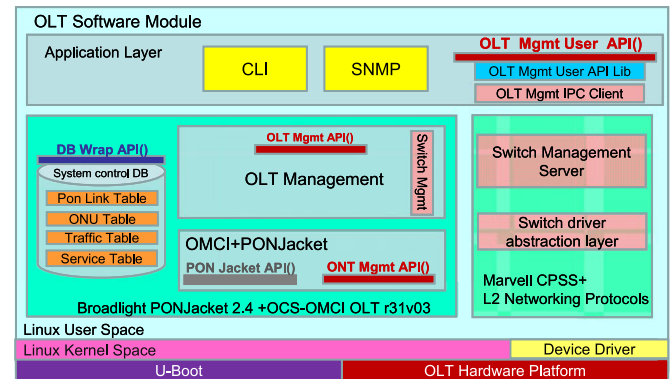 OLT Software Module
Application Layer
CLI
SNMP
OLT Mgmt User API()
OLT Mgmt User API Lib
OLT Mgmt IPC Client
DB Wrap API()
System control DB
Pon Link Table
ONU Table
Traffic Table
Service Table
OLT Mgmt API()
OLT Management
Switch Mgmt
OMCI+PONJacket
PON Jacket API()
ONT Mgmt API()
Broadlight PONJacket 2.4 +OCS-OMCI OLT r31v03
Switch Management
Server
Switch driver
abstraction layer
Marvell CPSS+
L2 Networking Protocols
Linux User Space
Linux Kernel Space
Device Driver
U-Boot
OLT Hardware Platform